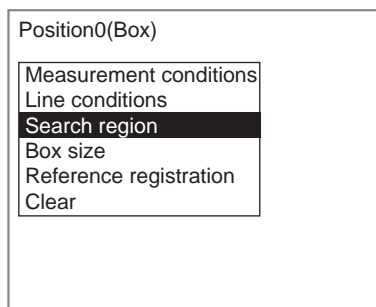 Position0(Box)
Measurement conditions
Line conditions
Search region
Box size
Reference registration
Clear